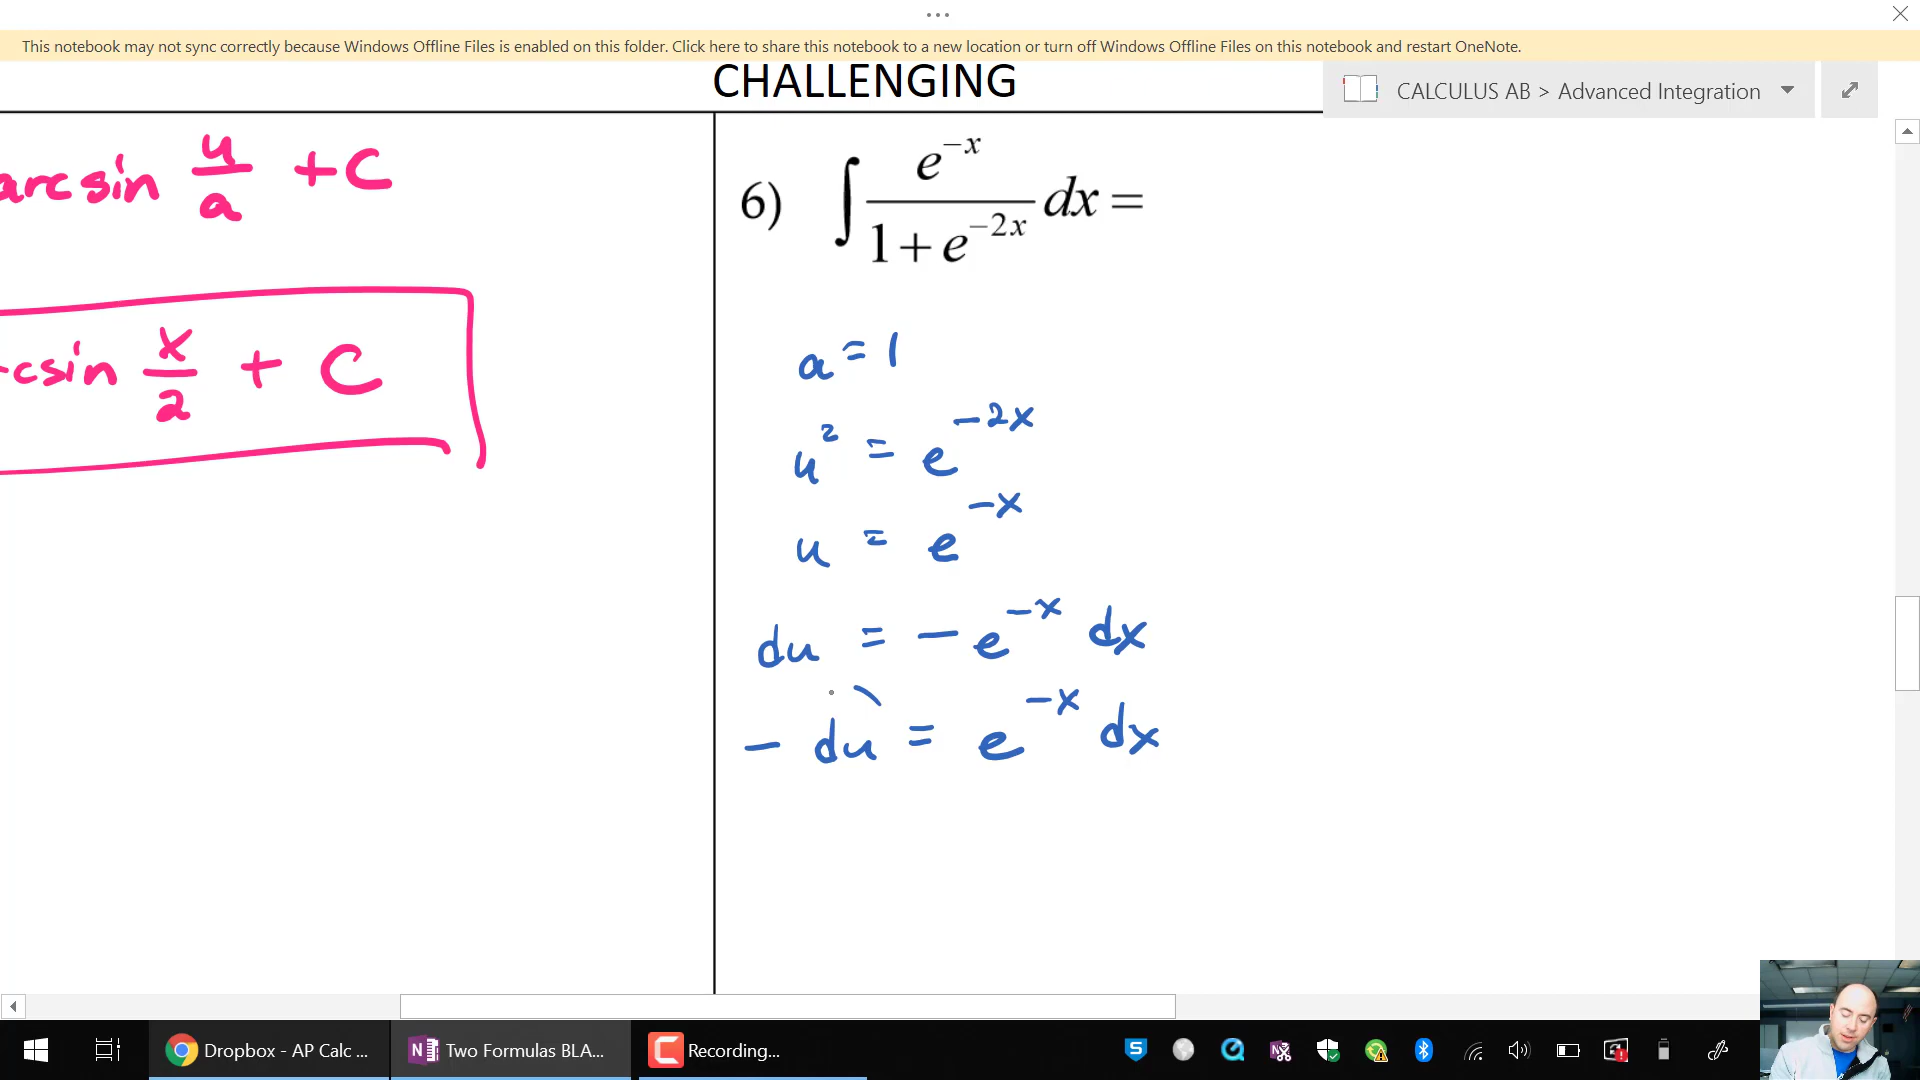 This notebook may not sync correctly because Windows Offline Files is enabled on this folder. Click here to share this notebook to a new location or turn off Windows Offline Files on this notebook and restart OneNote.
CHALLENGING
CALCULUS AB > Advanced Integration
arcsin u/a + C
csin x/2 + C
6) ∫ e^{-x} / (1 + e^{-2x}) dx =
a = 1
u² = e^{-2x}
u = e^{-x}
du = - e^{-x} dx
- du = e^{-x} dx
Dropbox - AP Calc ...
Two Formulas BLA...
Recording...